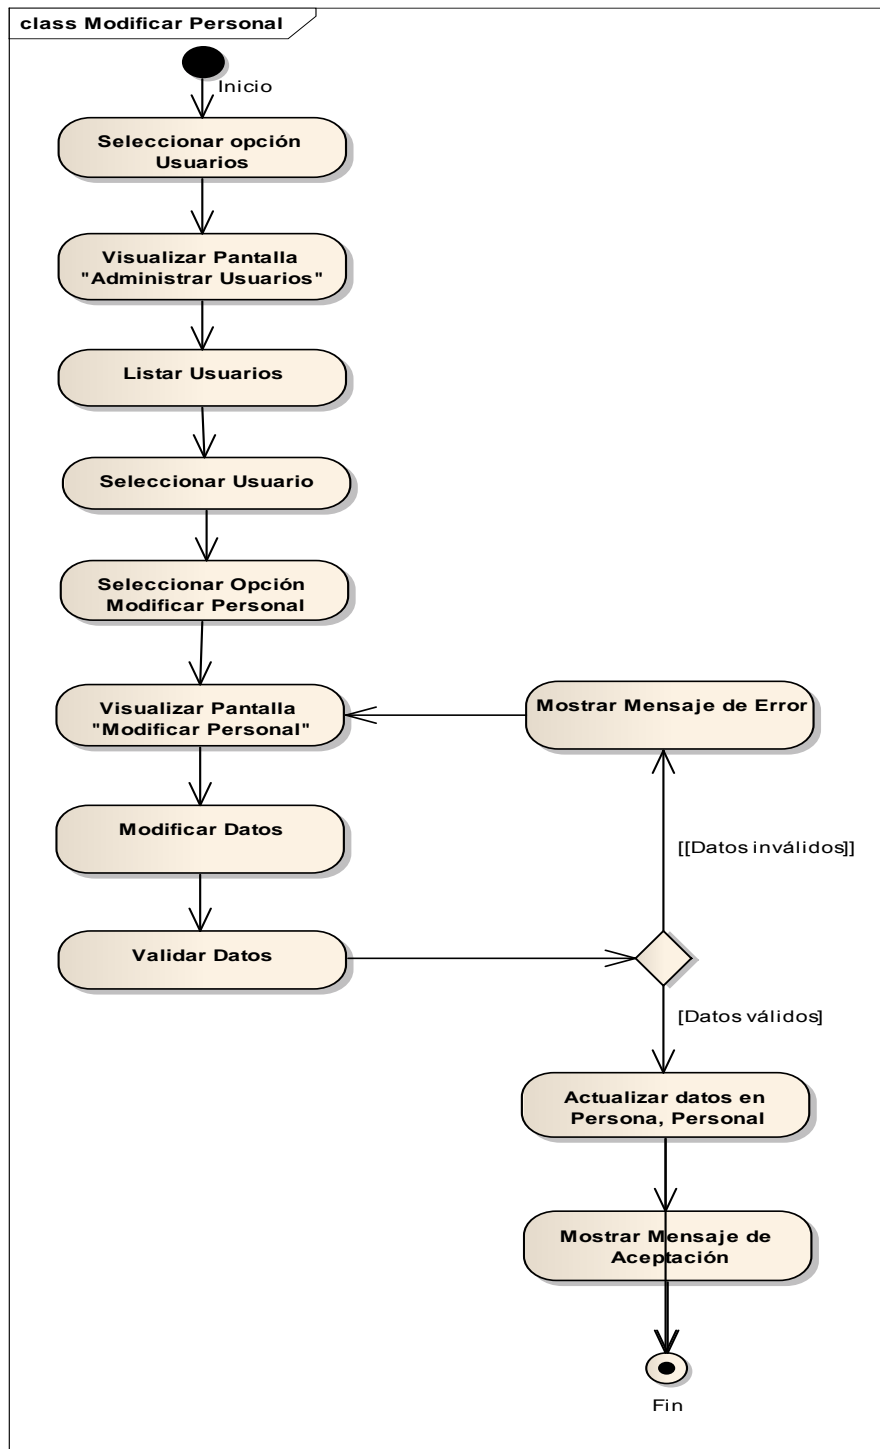 class Modificar Personal
Inicio
Seleccionar opción
Usuarios
Visualizar Pantalla
"Administrar Usuarios"
Listar Usuarios
Seleccionar Usuario
Seleccionar Opción
Modificar Personal
Visualizar Pantalla
"Modificar Personal"
Mostrar Mensaje de Error
Modificar Datos
[[Datos inválidos]]
Validar Datos
[Datos válidos]
Actualizar datos en
Persona, Personal
Mostrar Mensaje de
Aceptación
Fin